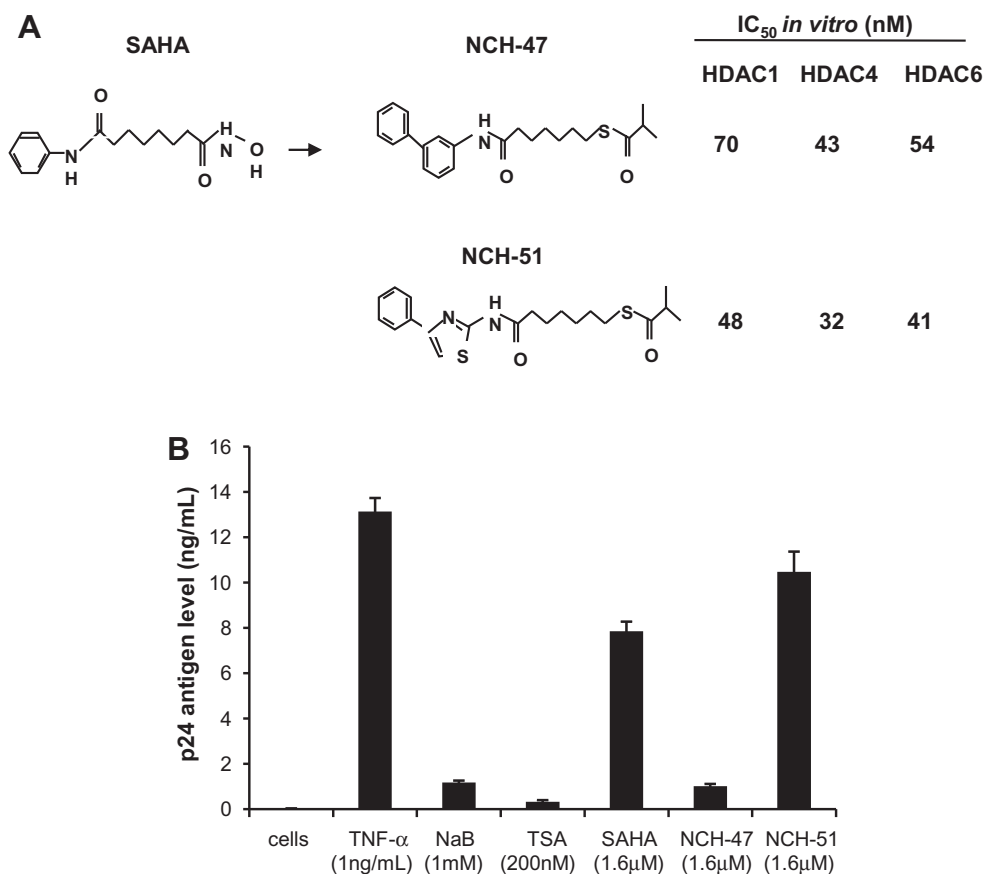 A
SAHA
NCH-47
IC50 in vitro (nM)
HDAC1 HDAC4 HDAC6
O
N
H
H
N
O
O
H
H
N
O
S
O
70 43 54
NCH-51
N
H
N
S
O
S
O
48 32 41
B
p24 antigen level (ng/mL)
16
14
12
10
8
6
4
2
0
cells TNF-α NaB TSA SAHA NCH-47 NCH-51
(1ng/mL) (1mM) (200nM) (1.6µM) (1.6µM) (1.6µM)